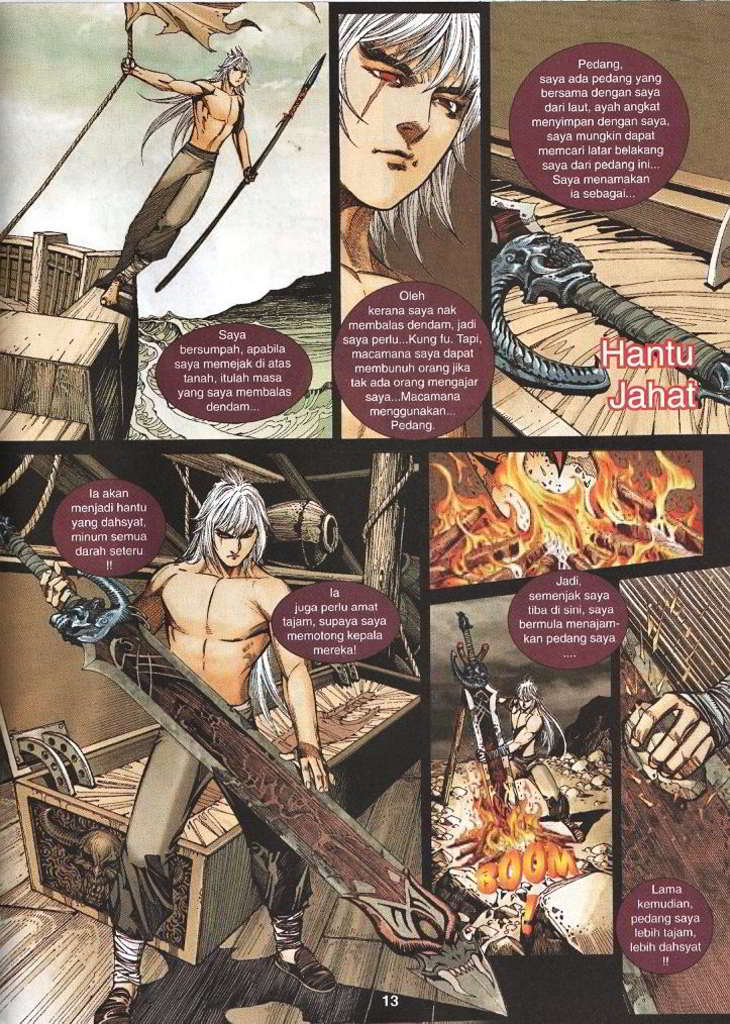 Saya
bersumpah, apabila
saya memejak di atas
tanah, itulah masa
yang saya membalas
dendam...
Oleh
kerana saya nak
membalas dendam, jadi
saya perlu...Kung fu. Tapi,
macamana saya dapat
membunuh orang jika
tak ada orang mengajar
saya...Macamana
menggunakan...
Pedang.
Pedang,
saya ada pedang yang
bersama dengan saya
dari laut, ayah angkat
menyimpan dengan saya,
saya mungkin dapat
memcari latar belakang
saya dari pedang ini...
Saya menamakan
ia sebagai...
Hantu
Jahat
Ia akan
menjadi hantu
yang dahsyat,
minum semua
darah seteru
!!
Ia
juga perlu amat
tajam, supaya saya
memotong kepala
mereka!
Jadi,
semenjak saya
tiba di sini, saya
bermula menajam-
kan pedang saya
....
BOOM
!
Lama
kemudian,
pedang saya
lebih tajam,
lebih dahsyat
!!
13